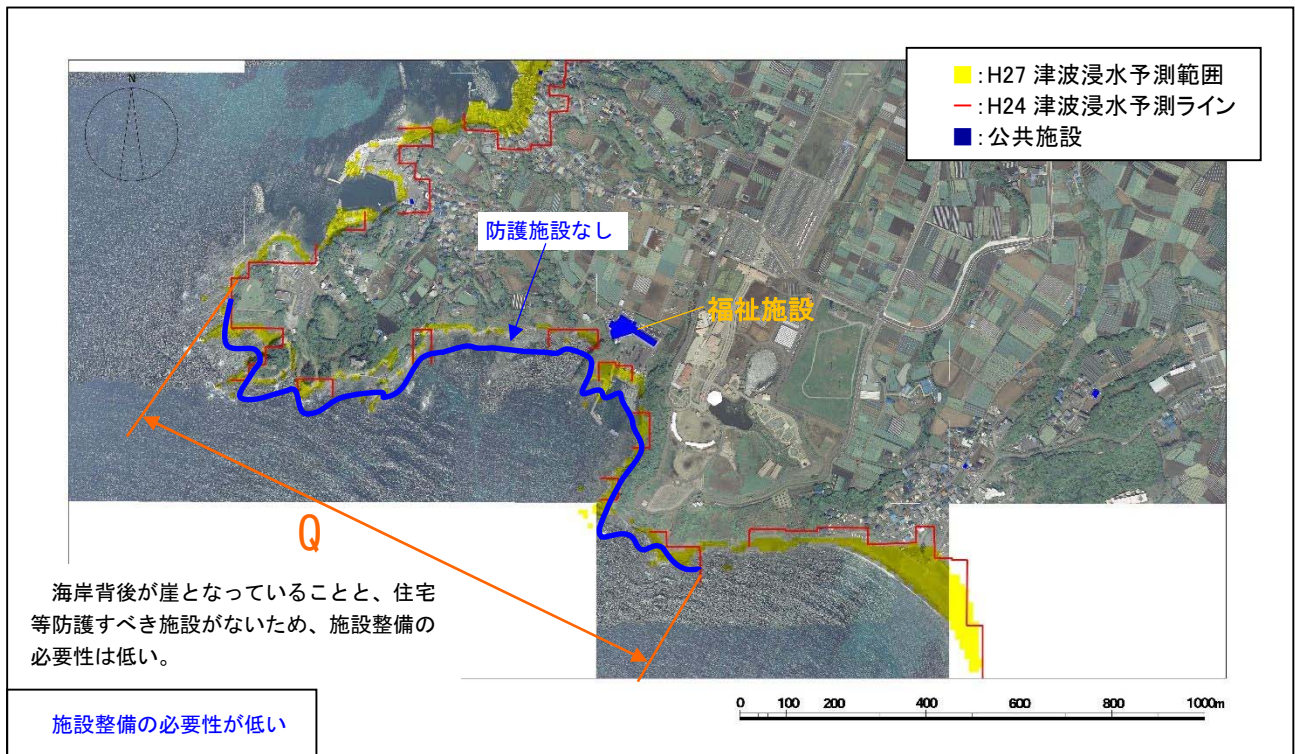 N
:H27 津波浸水予測範囲
:H24 津波浸水予測ライン
:公共施設
防護施設なし
福祉施設
Q
海岸背後が崖となっていることと、住宅
等防護すべき施設がないため、施設整備の
必要性は低い。
施設整備の必要性が低い
0 100 200 400 600 800 1000m